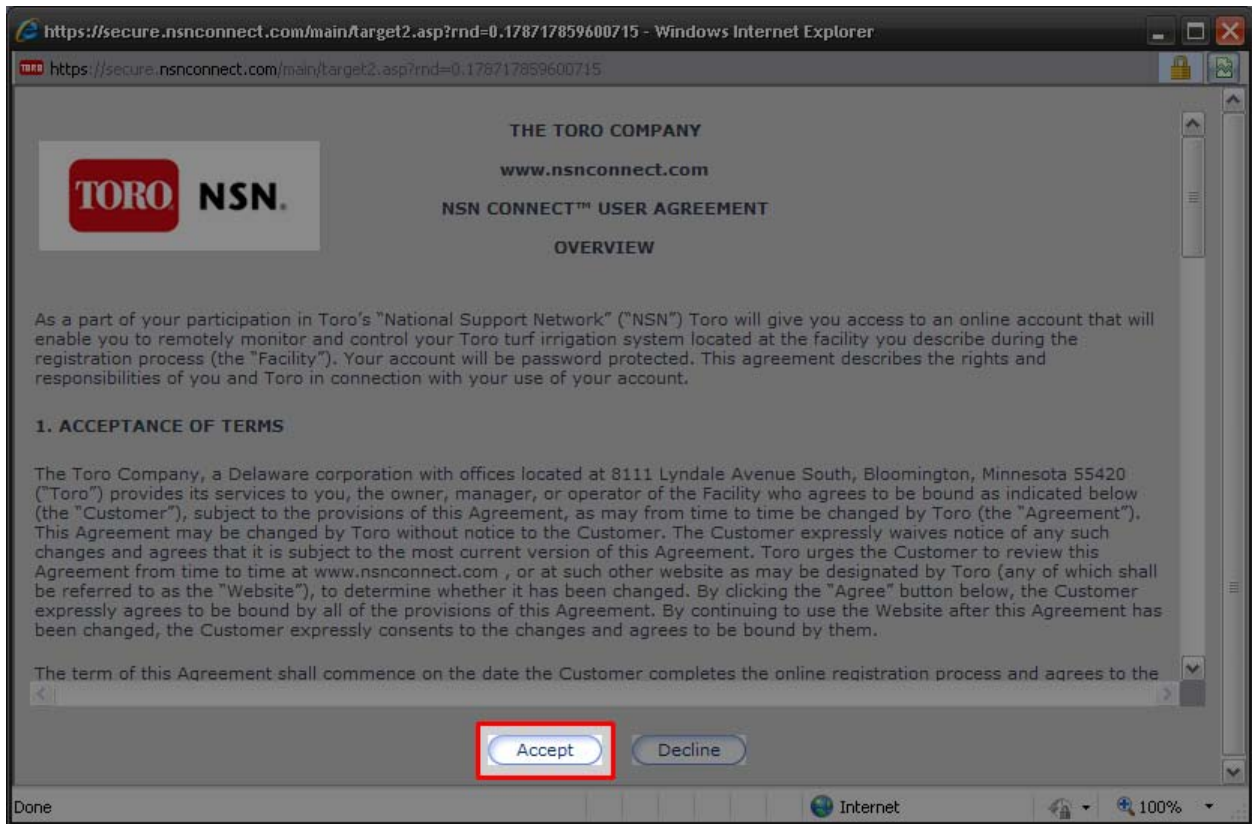 https://secure.nsnconnect.com/main/target2.asp?rnd=0.178717859600715 - Windows Internet Explorer
TORO https://secure.nsnconnect.com/main/target2.asp?rnd=0.178717859600715
THE TORO COMPANY
www.nsnconnect.com
TORO NSN.
NSN CONNECT™ USER AGREEMENT
OVERVIEW
As a part of your participation in Toro's "National Support Network" ("NSN") Toro will give you access to an online account that will
enable you to remotely monitor and control your Toro turf irrigation system located at the facility you describe during the
registration process (the "Facility"). Your account will be password protected. This agreement describes the rights and
responsibilities of you and Toro in connection with your use of your account.
1. ACCEPTANCE OF TERMS
The Toro Company, a Delaware corporation with offices located at 8111 Lyndale Avenue South, Bloomington, Minnesota 55420
("Toro") provides its services to you, the owner, manager, or operator of the Facility who agrees to be bound as indicated below
(the "Customer"), subject to the provisions of this Agreement, as may from time to time be changed by Toro (the "Agreement").
This Agreement may be changed by Toro without notice to the Customer. The Customer expressly waives notice of any such
changes and agrees that it is subject to the most current version of this Agreement. Toro urges the Customer to review this
Agreement from time to time at www.nsnconnect.com , or at such other website as may be designated by Toro (any of which shall
be referred to as the "Website"), to determine whether it has been changed. By clicking the "Agree" button below, the Customer
expressly agrees to be bound by all of the provisions of this Agreement. By continuing to use the Website after this Agreement has
been changed, the Customer expressly consents to the changes and agrees to be bound by them.
The term of this Agreement shall commence on the date the Customer completes the online registration process and agrees to the
Accept Decline
Done Internet 100%